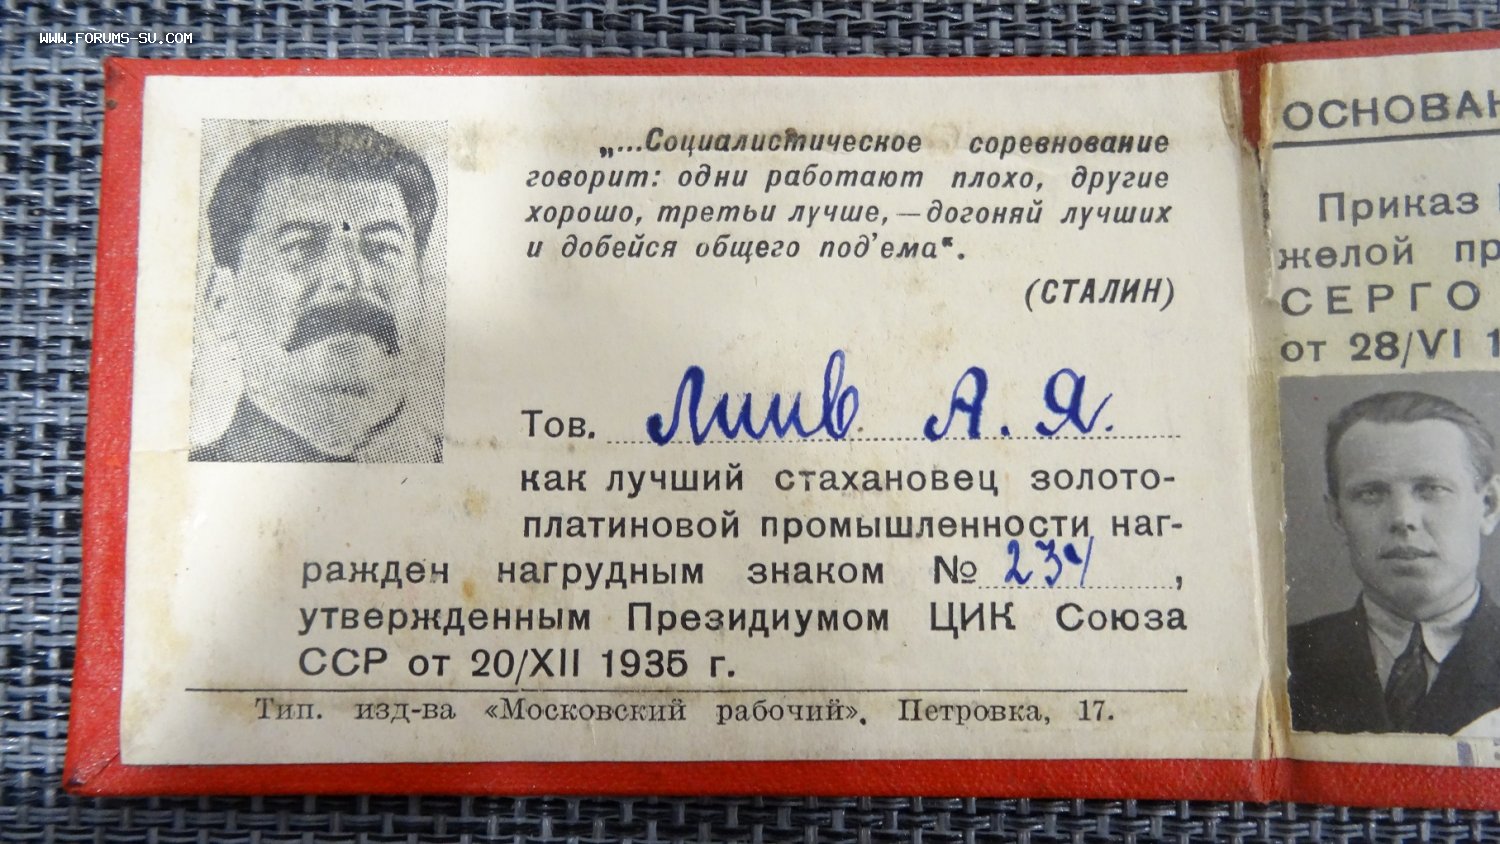 WWW.FORUMS-SU.COM
„...Социалистическое соревнование
говорит: одни работают плохо, другие
хорошо, третьи лучше, — догоняй лучших
и добейся общего под'ема".
(СТАЛИН)
Тов. Лиив А. Я.
как лучший стахановец золото-
платиновой промышленности наг-
ражден нагрудным знаком № 234,
утвержденным Президиумом ЦИК Союза
ССР от 20/XII 1935 г.
Тип. изд-ва «Московский рабочий». Петровка, 17.
ОСНОВАН
Приказ
желой пр
СЕРГО
от 28/VI 1